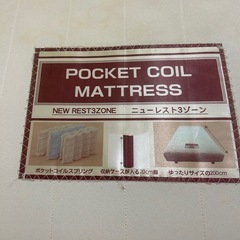 POCKET COIL
MATTRESS
NEW REST3ZONE ニューレスト3ゾーン
ポケットコイルスプリング 収納ケースが入る20cm脚 ゆったりサイズの200cm